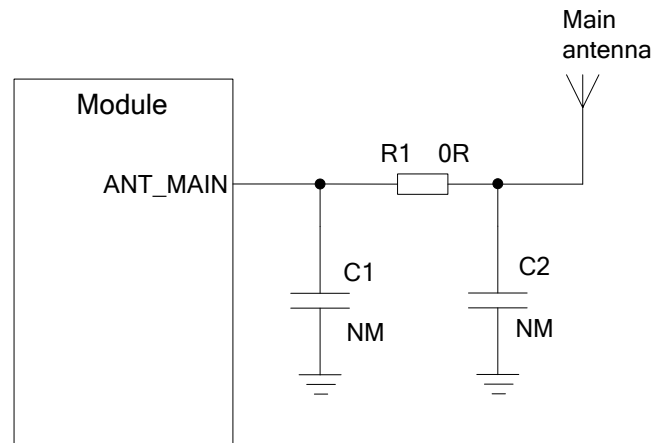 Main
antenna
Module
R1 0R
ANT_MAIN
C1
C2
NM
NM